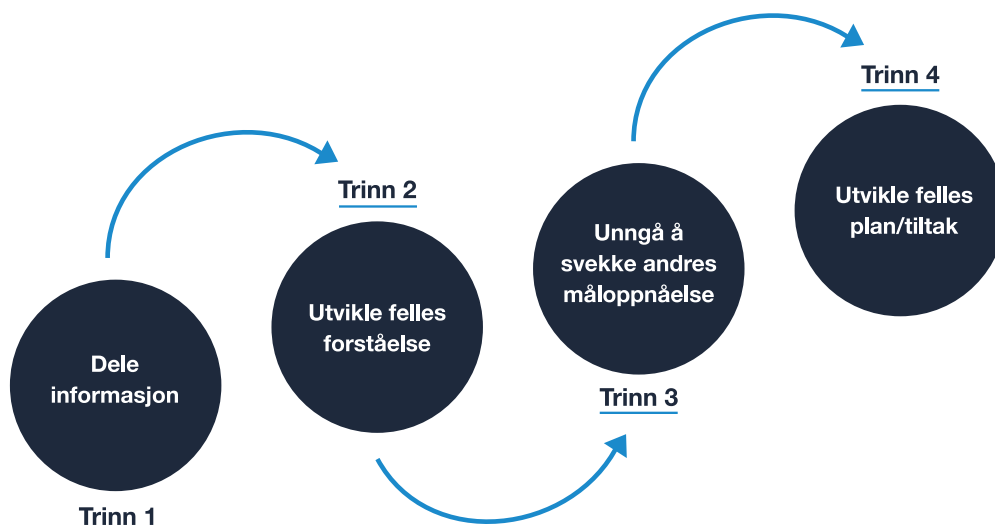 Dele
informasjon
Trinn 1
Trinn 2
Utvikle felles
forståelse
Unngå å
svekke andres
måloppnåelse
Trinn 3
Trinn 4
Utvikle felles
plan/tiltak